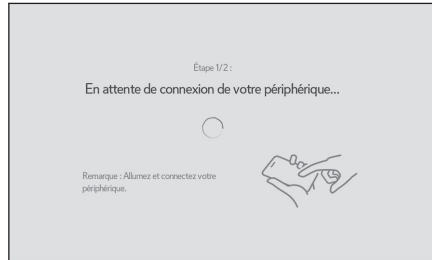 Étape 1/2 :
En attente de connexion de votre périphérique...
Remarque : Allumez et connectez votre
périphérique.